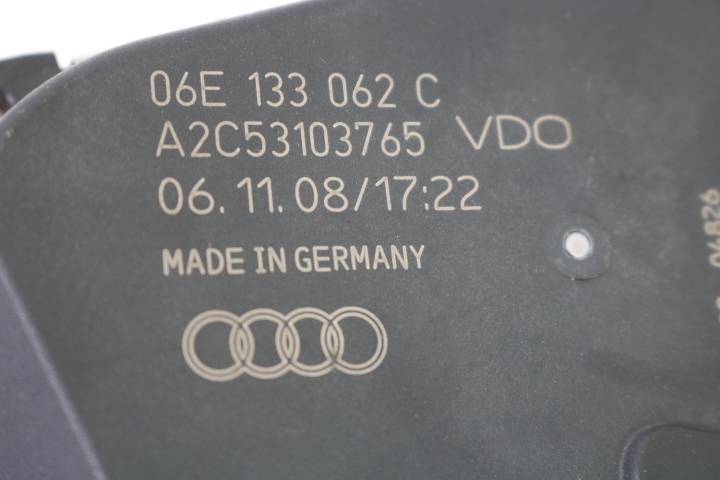 06E 133 062 C
A2C53103765 VDO
06. 11. 08/17:22
MADE IN GERMANY